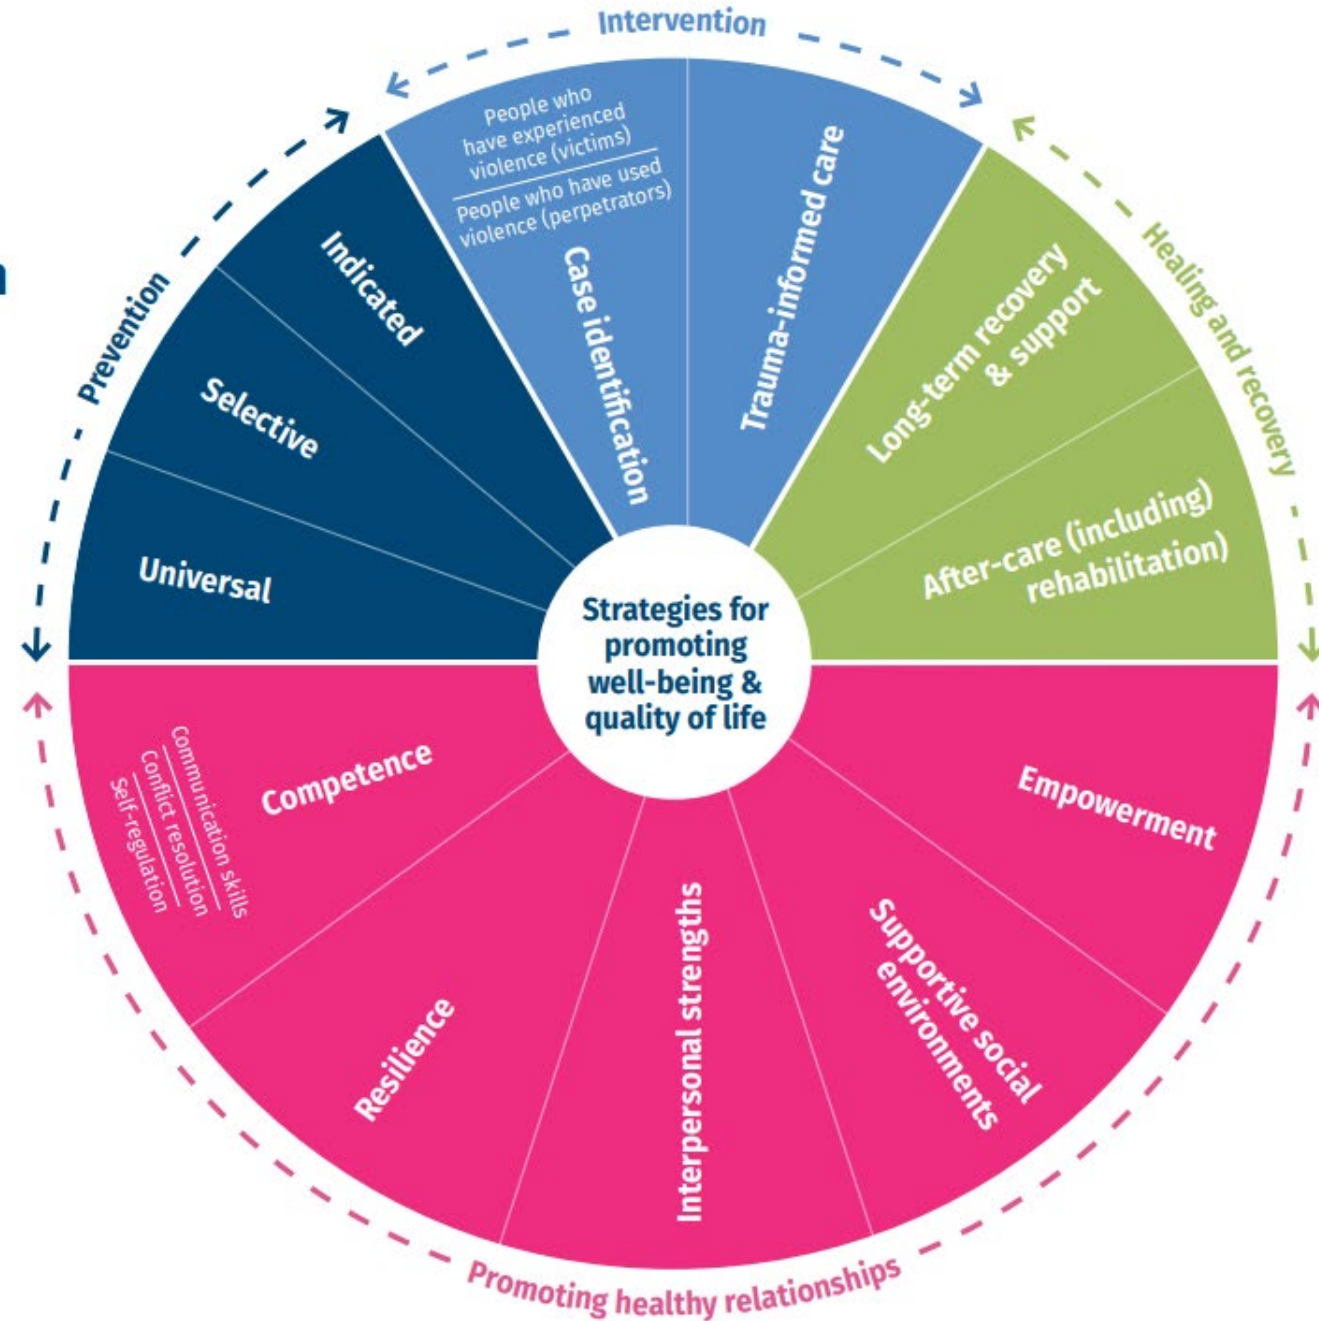 Intervention
People who
have experienced
violence (victims)
People who have used
violence (perpetrators)
Case identification
Trauma-informed care
Healing and recovery
Long-term recovery
& support
After-care (including)
rehabilitation)
Prevention
Indicated
Selective
Universal
Strategies for
promoting
well-being &
quality of life
Competence
Communication skills
Conflict resolution
Self-regulation
Resilience
Interpersonal strengths
Supportive social
environments
Empowerment
Promoting healthy relationships